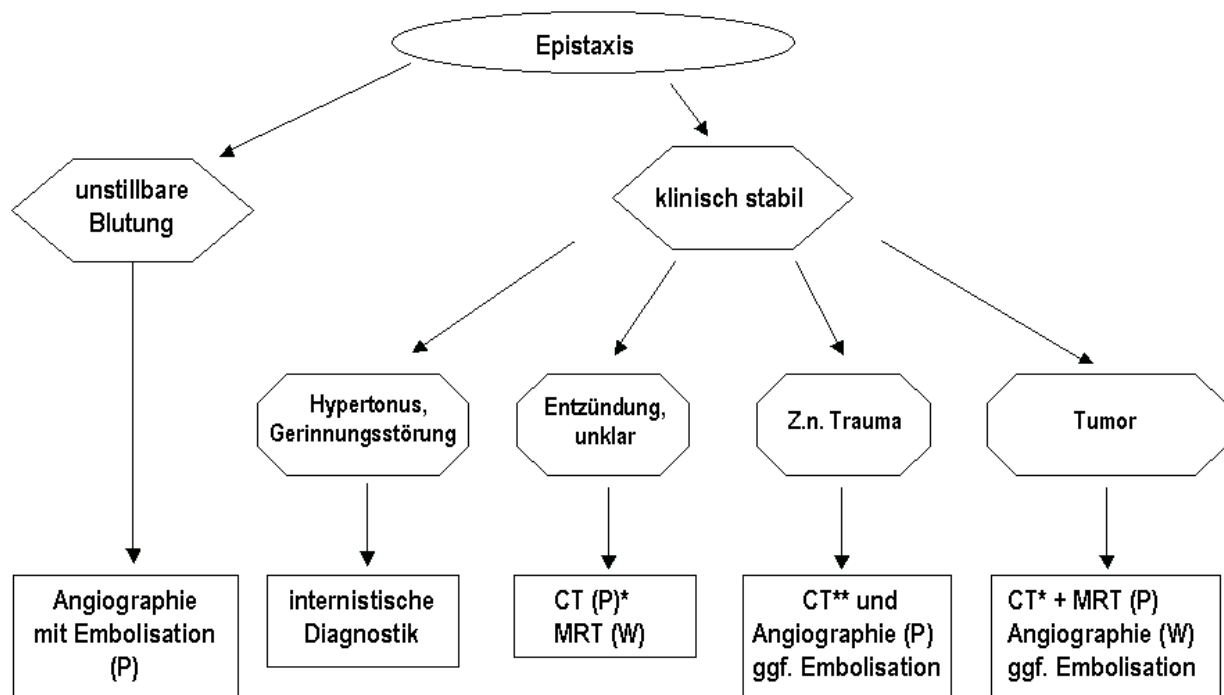 Epistaxis
unstillbare
Blutung
klinisch stabil
Hypertonus,
Gerinnungsstörung
Entzündung,
unklar
Z.n. Trauma
Tumor
Angiographie
mit Embolisation
(P)
internistische
Diagnostik
CT (P)*
MRT (W)
CT** und
Angiographie (P)
ggf. Embolisation
CT* + MRT (P)
Angiographie (W)
ggf. Embolisation